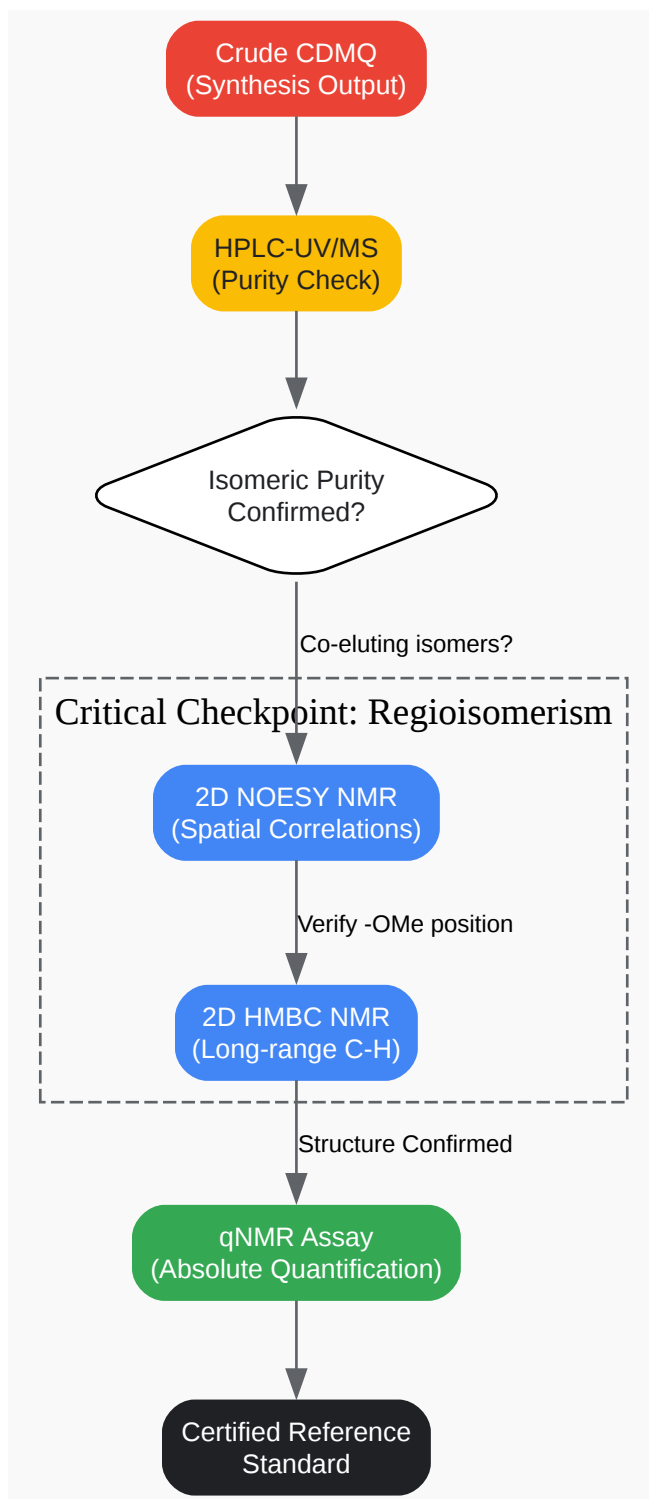 Crude CDMQ
(Synthesis Output)
HPLC-UV/MS
(Purity Check)
Isomeric Purity
Confirmed?
Co-eluting isomers?
Critical Checkpoint: Regioisomerism
2D NOESY NMR
(Spatial Correlations)
Verify -OMe position
2D HMBC NMR
(Long-range C-H)
Structure Confirmed
qNMR Assay
(Absolute Quantification)
Certified Reference
Standard